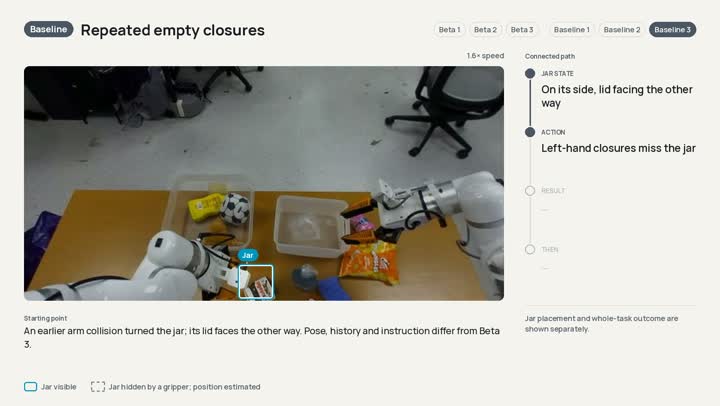 Baseline Repeated empty closures
Beta 1 Beta 2 Beta 3 Baseline 1 Baseline 2 Baseline 3
1.6× speed
Jar
Starting point
An earlier arm collision turned the jar; its lid faces the other way. Pose, history and instruction differ from Beta
3.
Jar visible
Jar hidden by a gripper; position estimated
Connected path
JAR STATE
On its side, lid facing the other
way
ACTION
Left-hand closures miss the jar
RESULT
—
THEN
—
Jar placement and whole-task outcome are
shown separately.